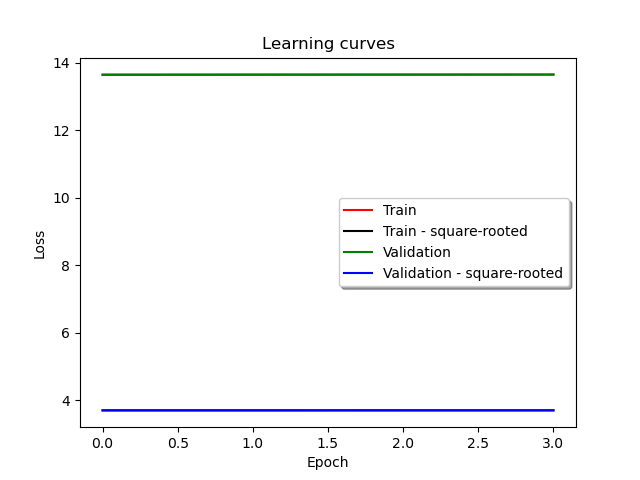 Learning curves
14
12
10
8
6
4
Loss
Train
Train - square-rooted
Validation
Validation - square-rooted
0.0 0.5 1.0 1.5 2.0 2.5 3.0
Epoch